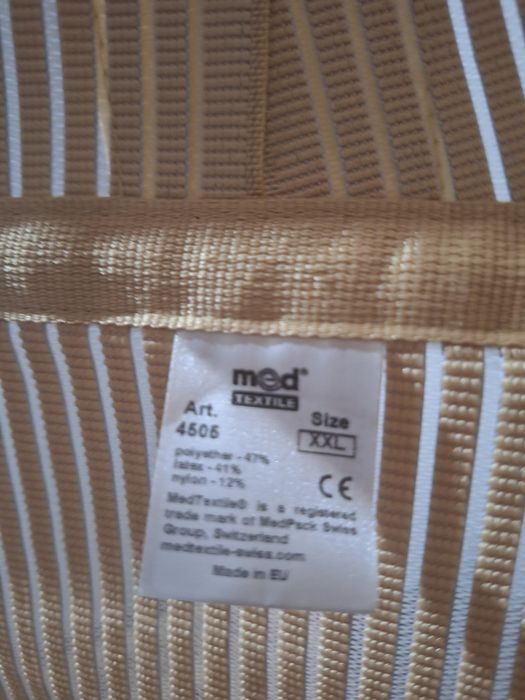 med®
TEXTILE
Art.
4505
Size
XXL
polyether - 47%
latex - 41%
nylon - 12%
CE
MedTextile® is a registered
trade mark of MedPack Swiss
Group, Switzerland
medtextile-swiss.com
Made in EU